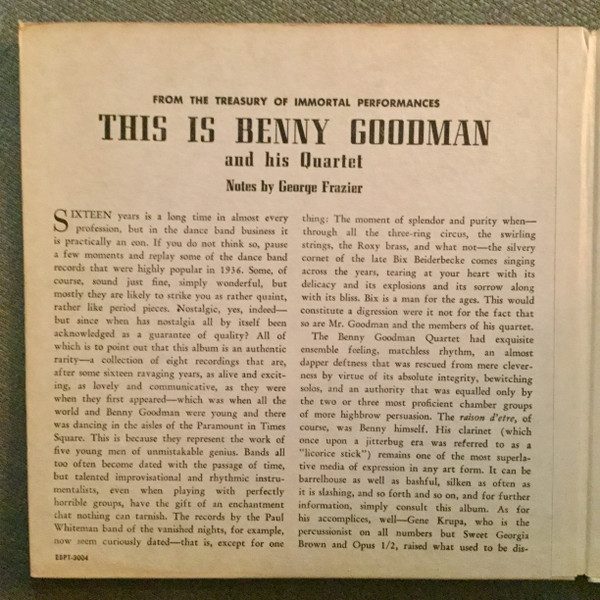 FROM THE TREASURY OF IMMORTAL PERFORMANCES
THIS IS BENNY GOODMAN
and his Quartet
Notes by George Frazier
SIXTEEN years is a long time in almost every
profession, but in the dance band business it
is practically an eon. If you do not think so, pause
a few moments and replay some of the dance band
records that were highly popular in 1936. Some, of
course, sound just fine, simply wonderful, but
mostly they are likely to strike you as rather quaint,
rather like period pieces. Nostalgic, yes, indeed—
but since when has nostalgia all by itself been
acknowledged as a guarantee of quality? All of
which is to point out that this album is an authentic
rarity—a collection of eight recordings that are,
after some sixteen ravaging years, as alive and excit-
ing, as lovely and communicative, as they were
when they first appeared—which was when all the
world and Benny Goodman were young and there
was dancing in the aisles of the Paramount in Times
Square. This is because they represent the work of
five young men of unmistakable genius. Bands all
too often become dated with the passage of time,
but talented improvisational and rhythmic instru-
mentalists, even when playing with perfectly
horrible groups, have the gift of an enchantment
that nothing can tarnish. The records by the Paul
Whiteman band of the vanished nights, for example,
now seem curiously dated—that is, except for one
EBPT-3004
thing: The moment of splendor and purity when—
through all the three-ring circus, the swirling
strings, the Roxy brass, and what not—the silvery
cornet of the late Bix Beiderbecke comes singing
across the years, tearing at your heart with its
delicacy and its explosions and its sorrow along
with its bliss. Bix is a man for the ages. This would
constitute a digression were it not for the fact that
so are Mr. Goodman and the members of his quartet.
The Benny Goodman Quartet had exquisite
ensemble feeling, matchless rhythm, an almost
dapper deftness that was rescued from mere clever-
ness by virtue of its absolute integrity, bewitching
solos, and an authority that was equalled only by
the two or three most proficient chamber groups
of more highbrow persuasion. The raison d'etre, of
course, was Benny himself. His clarinet (which
once upon a jitterbug era was referred to as a
"licorice stick") remains one of the most superla-
tive media of expression in any art form. It can be
barrelhouse as well as bashful, silken as often as
it is slashing, and so forth and so on, and for further
information, simply consult this album. As for
his accomplices, well—Gene Krupa, who is the
percussionist on all numbers but Sweet Georgia
Brown and Opus 1/2, raised what used to be dis-